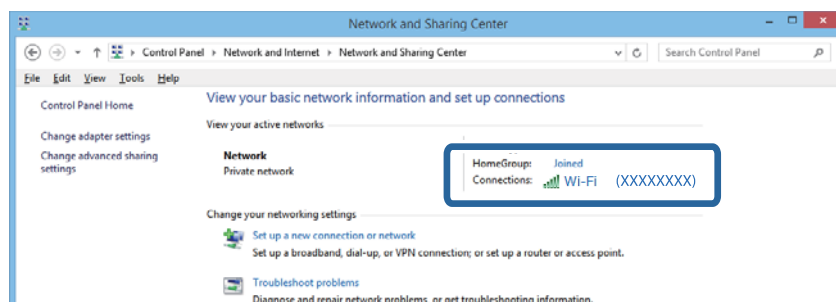 Network and Sharing Center
Control Panel Network and Internet Network and Sharing Center
Search Control Panel
File Edit View Tools Help
Control Panel Home
Change adapter settings
Change advanced sharing
settings
View your basic network information and set up connections
View your active networks
Network
Private network
HomeGroup: Joined
Connections: Wi-Fi (XXXXXXXX)
Change your networking settings
Set up a new connection or network
Set up a broadband, dial-up, or VPN connection; or set up a router or access point.
Troubleshoot problems
Diagnose and repair network problems, or get troubleshooting information.